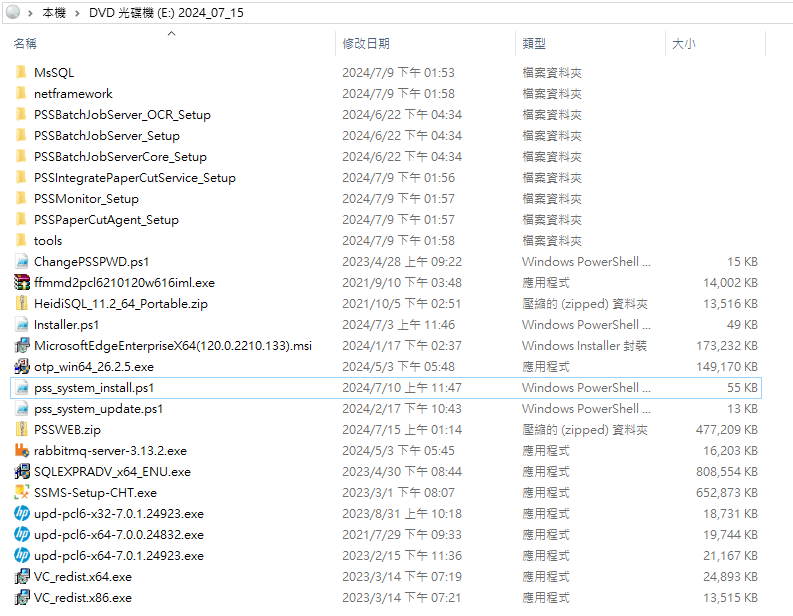 本機 › DVD 光碟機 (E:) 2024_07_15
名稱 修改日期 類型 大小
MsSQL 2024/7/9 下午 01:53 檔案資料夾
netframework 2024/7/9 下午 01:58 檔案資料夾
PSSBatchJobServer_OCR_Setup 2024/6/22 下午 04:34 檔案資料夾
PSSBatchJobServer_Setup 2024/6/22 下午 04:34 檔案資料夾
PSSBatchJobServerCore_Setup 2024/6/22 下午 04:34 檔案資料夾
PSSIntegratePaperCutService_Setup 2024/7/9 下午 01:56 檔案資料夾
PSSMonitor_Setup 2024/7/9 下午 01:57 檔案資料夾
PSSPaperCutAgent_Setup 2024/7/9 下午 01:57 檔案資料夾
tools 2024/7/9 下午 01:58 檔案資料夾
ChangePSSPWD.ps1 2023/4/28 上午 09:22 Windows PowerShell ... 15 KB
ffmmd2pcl6210120w616iml.exe 2021/9/10 下午 03:48 應用程式 14,002 KB
HeidiSQL_11.2_64_Portable.zip 2021/10/5 下午 02:51 壓縮的 (zipped) 資料夾 13,516 KB
Installer.ps1 2024/7/3 上午 11:46 Windows PowerShell ... 49 KB
MicrosoftEdgeEnterpriseX64(120.0.2210.133).msi 2024/1/17 下午 02:37 Windows Installer 封裝 173,232 KB
otp_win64_26.2.5.exe 2024/5/3 下午 05:48 應用程式 149,170 KB
pss_system_install.ps1 2024/7/10 上午 11:47 Windows PowerShell ... 55 KB
pss_system_update.ps1 2024/2/17 下午 10:43 Windows PowerShell ... 13 KB
PSSWEB.zip 2024/7/15 上午 01:14 壓縮的 (zipped) 資料夾 477,209 KB
rabbitmq-server-3.13.2.exe 2024/5/3 下午 05:45 應用程式 16,203 KB
SQLEXPRADV_x64_ENU.exe 2023/4/30 下午 08:44 應用程式 808,554 KB
SSMS-Setup-CHT.exe 2023/3/1 下午 08:07 應用程式 652,873 KB
upd-pcl6-x32-7.0.1.24923.exe 2023/8/31 上午 10:18 應用程式 18,731 KB
upd-pcl6-x64-7.0.0.24832.exe 2021/7/29 下午 09:33 應用程式 19,744 KB
upd-pcl6-x64-7.0.1.24923.exe 2023/2/15 下午 11:36 應用程式 21,167 KB
VC_redist.x64.exe 2023/3/14 下午 07:19 應用程式 24,893 KB
VC_redist.x86.exe 2023/3/14 下午 07:21 應用程式 13,515 KB